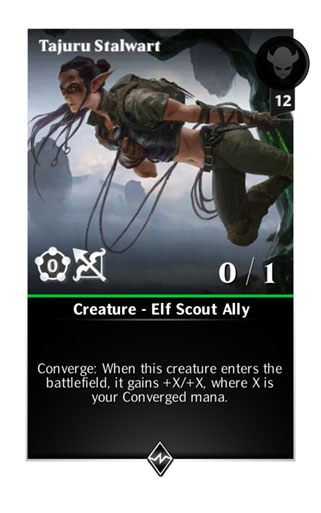 Tajuru Stalwart
12
0
0 / 1
Creature - Elf Scout Ally
Converge: When this creature enters the
battlefield, it gains +X/+X, where X is
your Converged mana.